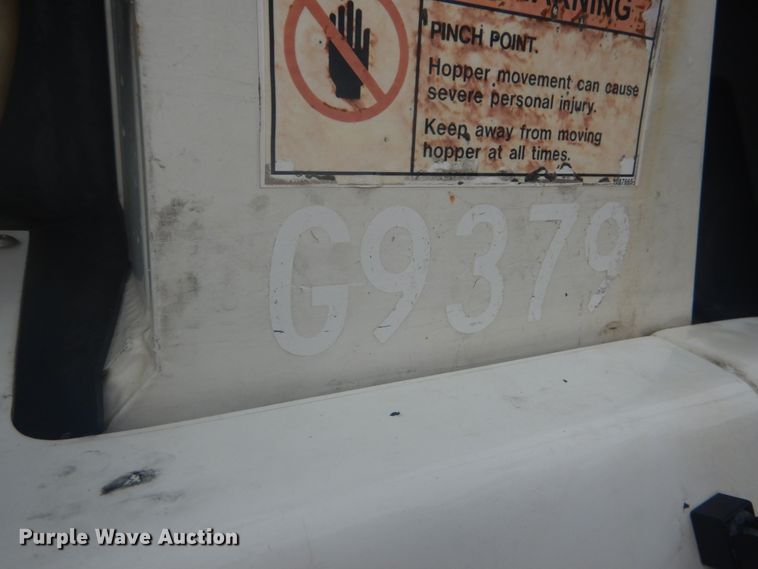 WARNING
PINCH POINT.
Hopper movement can cause
severe personal injury.
Keep away from moving
hopper at all times.
G9379
Purple Wave Auction